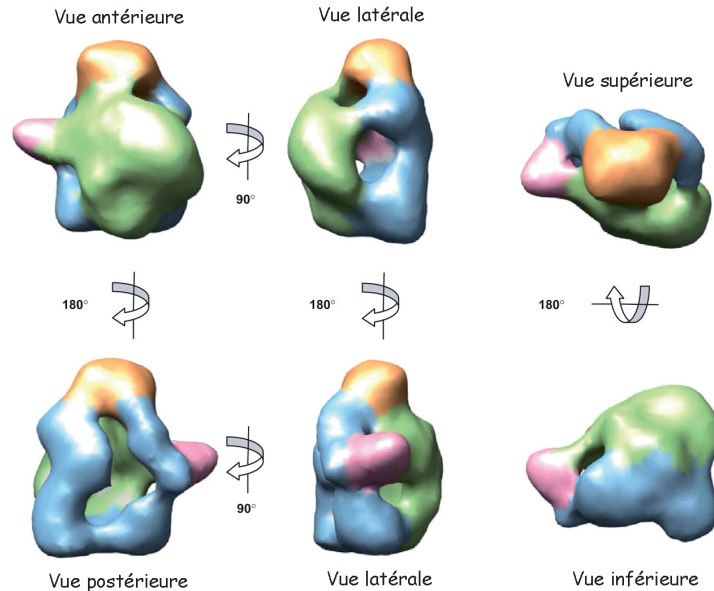 Vue antérieure
Vue latérale
Vue supérieure
90°
180°
180°
180°
90°
Vue postérieure
Vue latérale
Vue inférieure